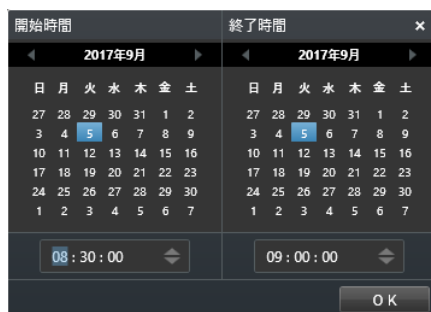 開始時間
2017年9月
日 月 火 水 木 金 土
27 28 29 30 31 1 2
3 4 5 6 7 8 9
10 11 12 13 14 15 16
17 18 19 20 21 22 23
24 25 26 27 28 29 30
1 2 3 4 5 6 7
08 : 30 : 00
終了時間
2017年9月
日 月 火 水 木 金 土
27 28 29 30 31 1 2
3 4 5 6 7 8 9
10 11 12 13 14 15 16
17 18 19 20 21 22 23
24 25 26 27 28 29 30
1 2 3 4 5 6 7
09 : 00 : 00
OK